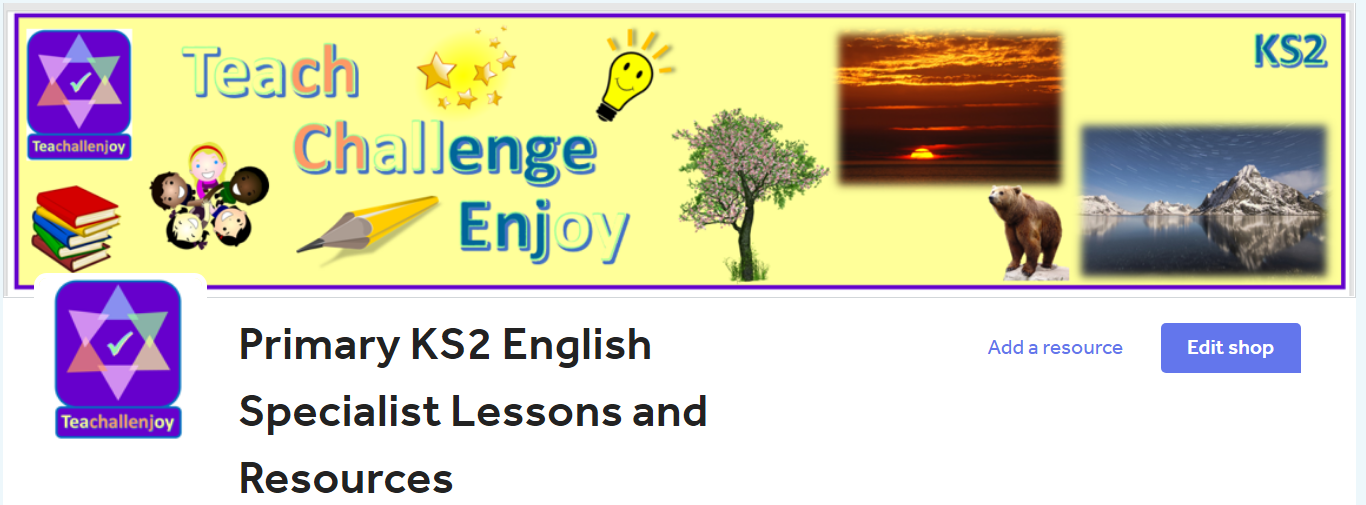 Teach
Challenge
Enjoy
KS2
Teachallenjoy
Teachallenjoy
Primary KS2 English
Specialist Lessons and
Resources
Add a resource
Edit shop